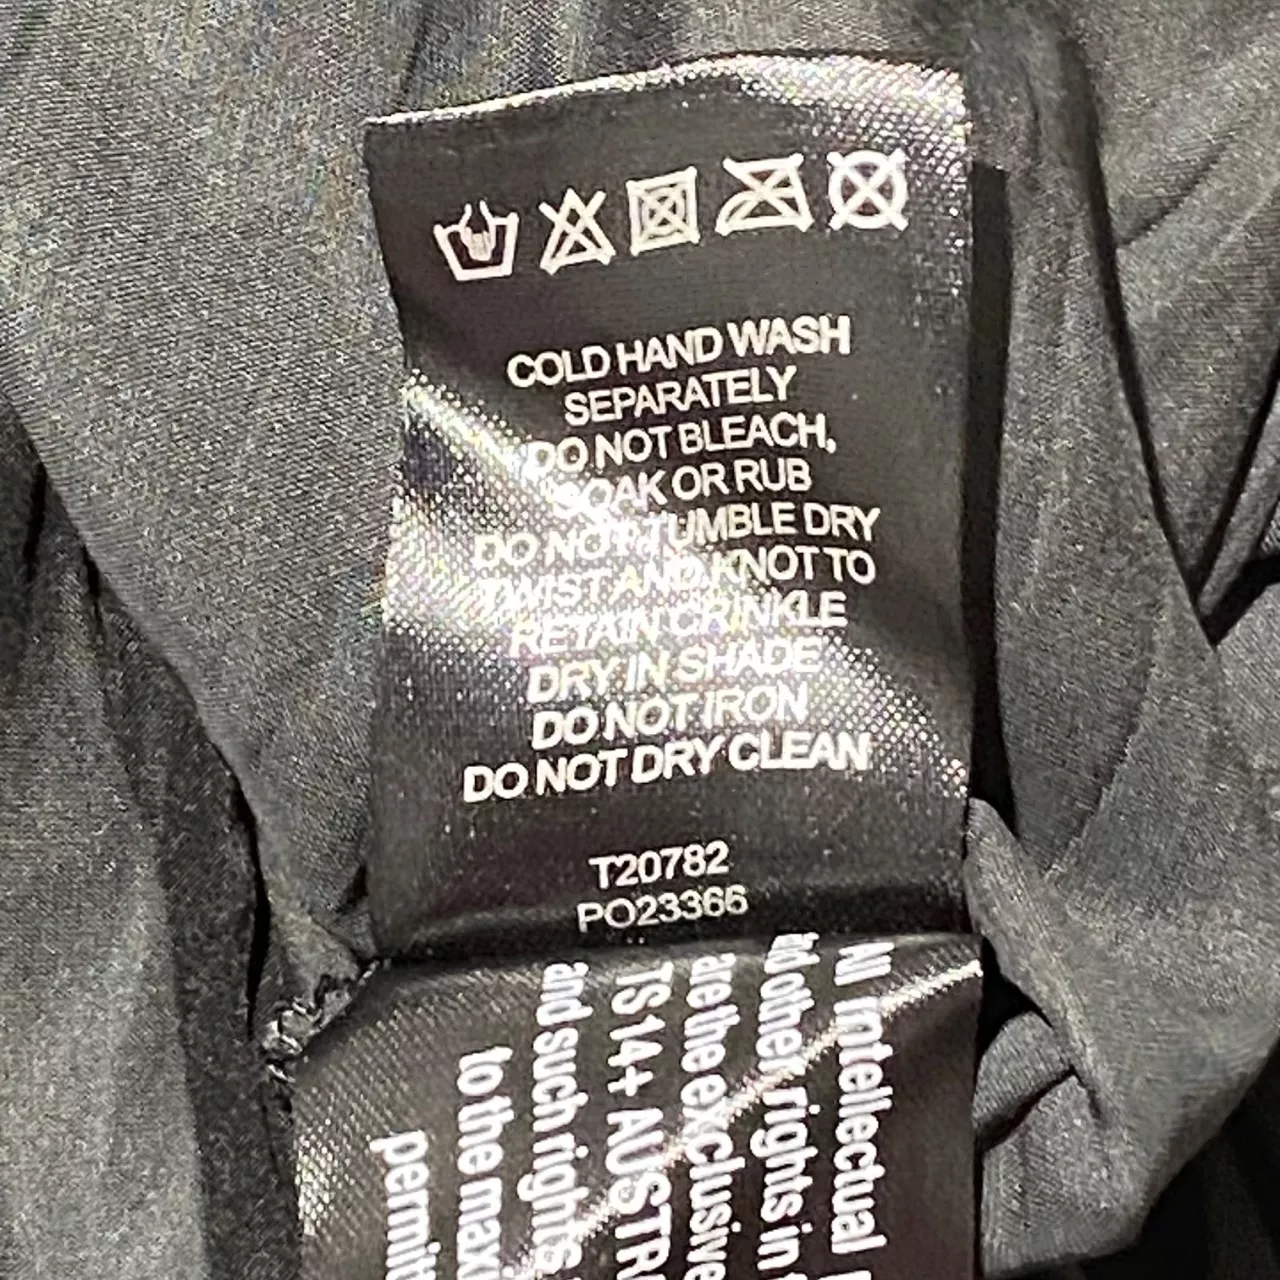 COLD HAND WASH
SEPARATELY
DO NOT BLEACH,
SOAK OR RUB
DO NOT TUMBLE DRY
TWIST AND KNOT TO
RETAIN CRINKLE
DRY IN SHADE
DO NOT IRON
DO NOT DRY CLEAN
T20782
PO23366
All Intellectual
other rights in
are the exclusive
TS14+ AUSTR
and such rights
to the maxi
permit